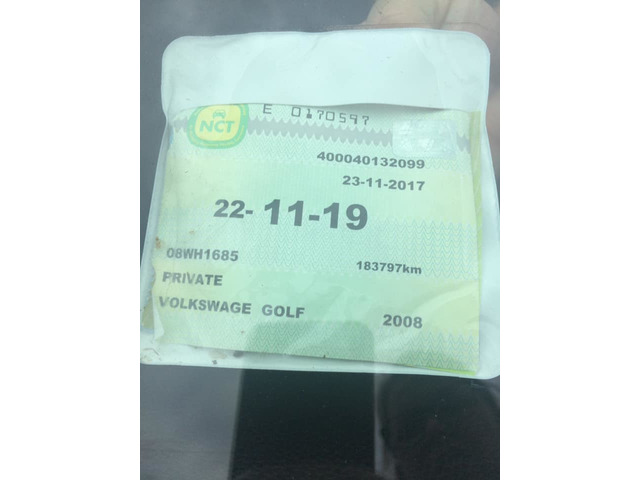 E 0170597
NCT
400040132099
23-11-2017
22-11-19
08WH1685
183797km
PRIVATE
VOLKSWAGE GOLF 2008